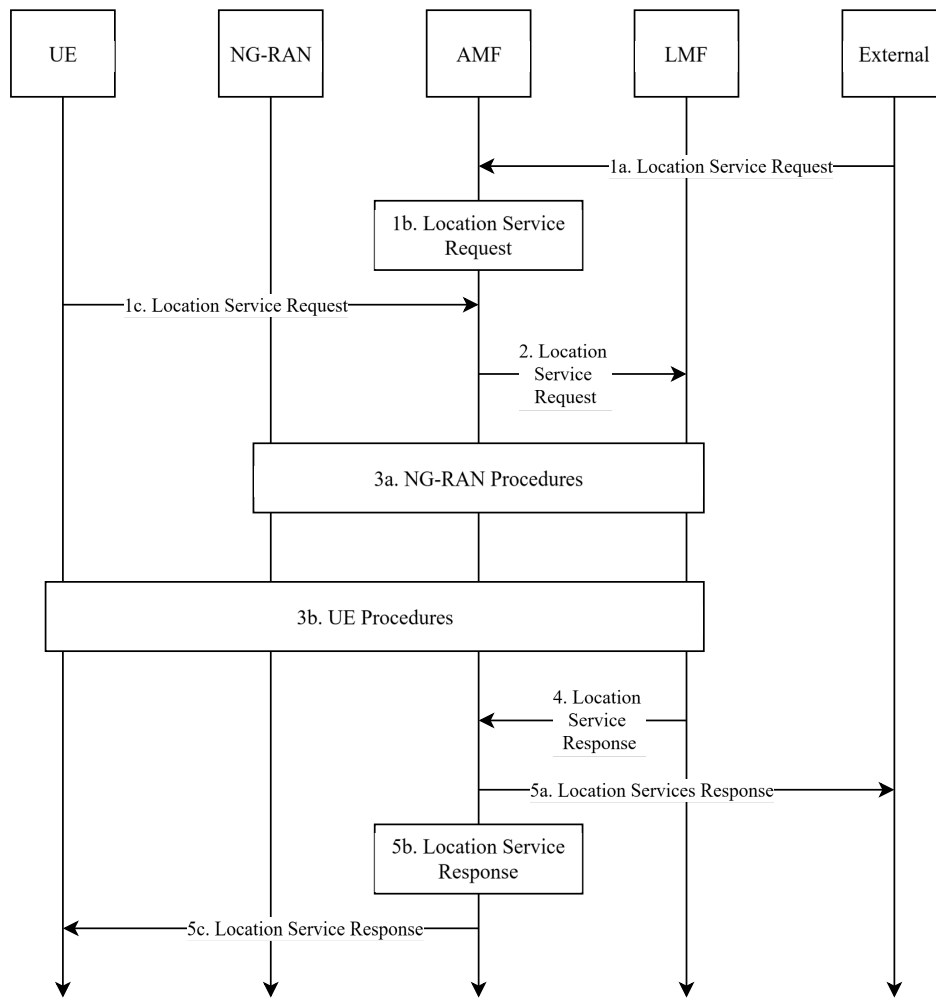 UE
NG-RAN
AMF
LMF
External
1a. Location Service Request
1b. Location Service
Request
1c. Location Service Request
2. Location
Service
Request
3a. NG-RAN Procedures
3b. UE Procedures
4. Location
Service
Response
5a. Location Services Response
5b. Location Service
Response
5c. Location Service Response